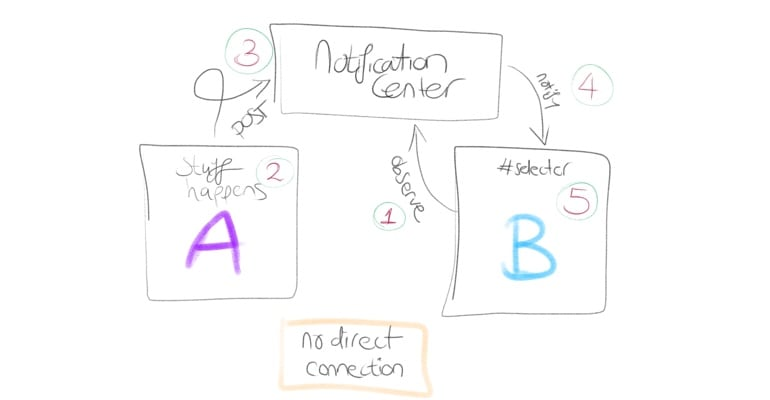 3
Notification
Center
4
POST
notify
stuff
happens
2
A
observe
1
#selector
5
B
no direct
connection